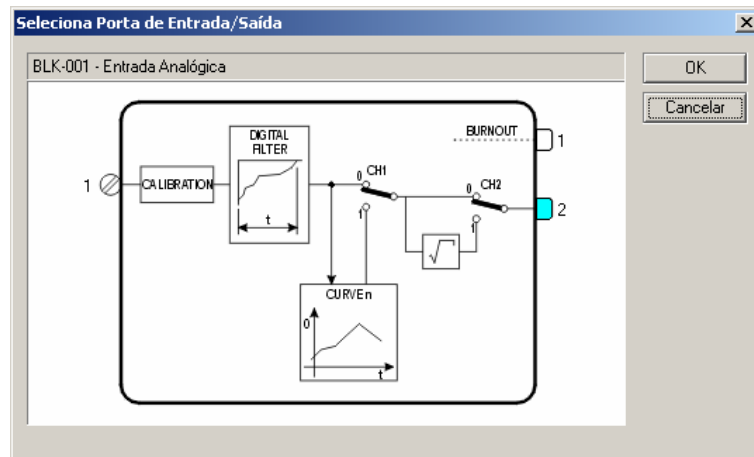 Seleciona Porta de Entrada/Saída
BLK-001 - Entrada Analógica
OK
Cancelar
BURNOUT
1
DIGITAL
FILTER
t
1
CALIBRATION
0 CH1
1
0 CH2
1
2
√
CURVE n
0
t